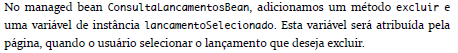 No managed bean ConsultaLancamentosBean, adicionamos um método excluir e
uma variável de instância lancamentoSelecionado. Esta variável será atribuída pela
página, quando o usuário selecionar o lançamento que deseja excluir.